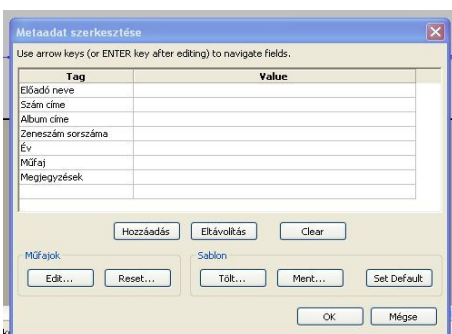 Metaadat szerkesztése
Use arrow keys (or ENTER key after editing) to navigate fields.
Tag Value
Előadó neve
Szám címe
Album címe
Zeneszám sorszáma
Év
Műfaj
Megjegyzések
Hozzáadás Eltávolítás Clear
Műfajok Sablon
Edit... Reset... Tölt... Ment... Set Default
OK Mégse